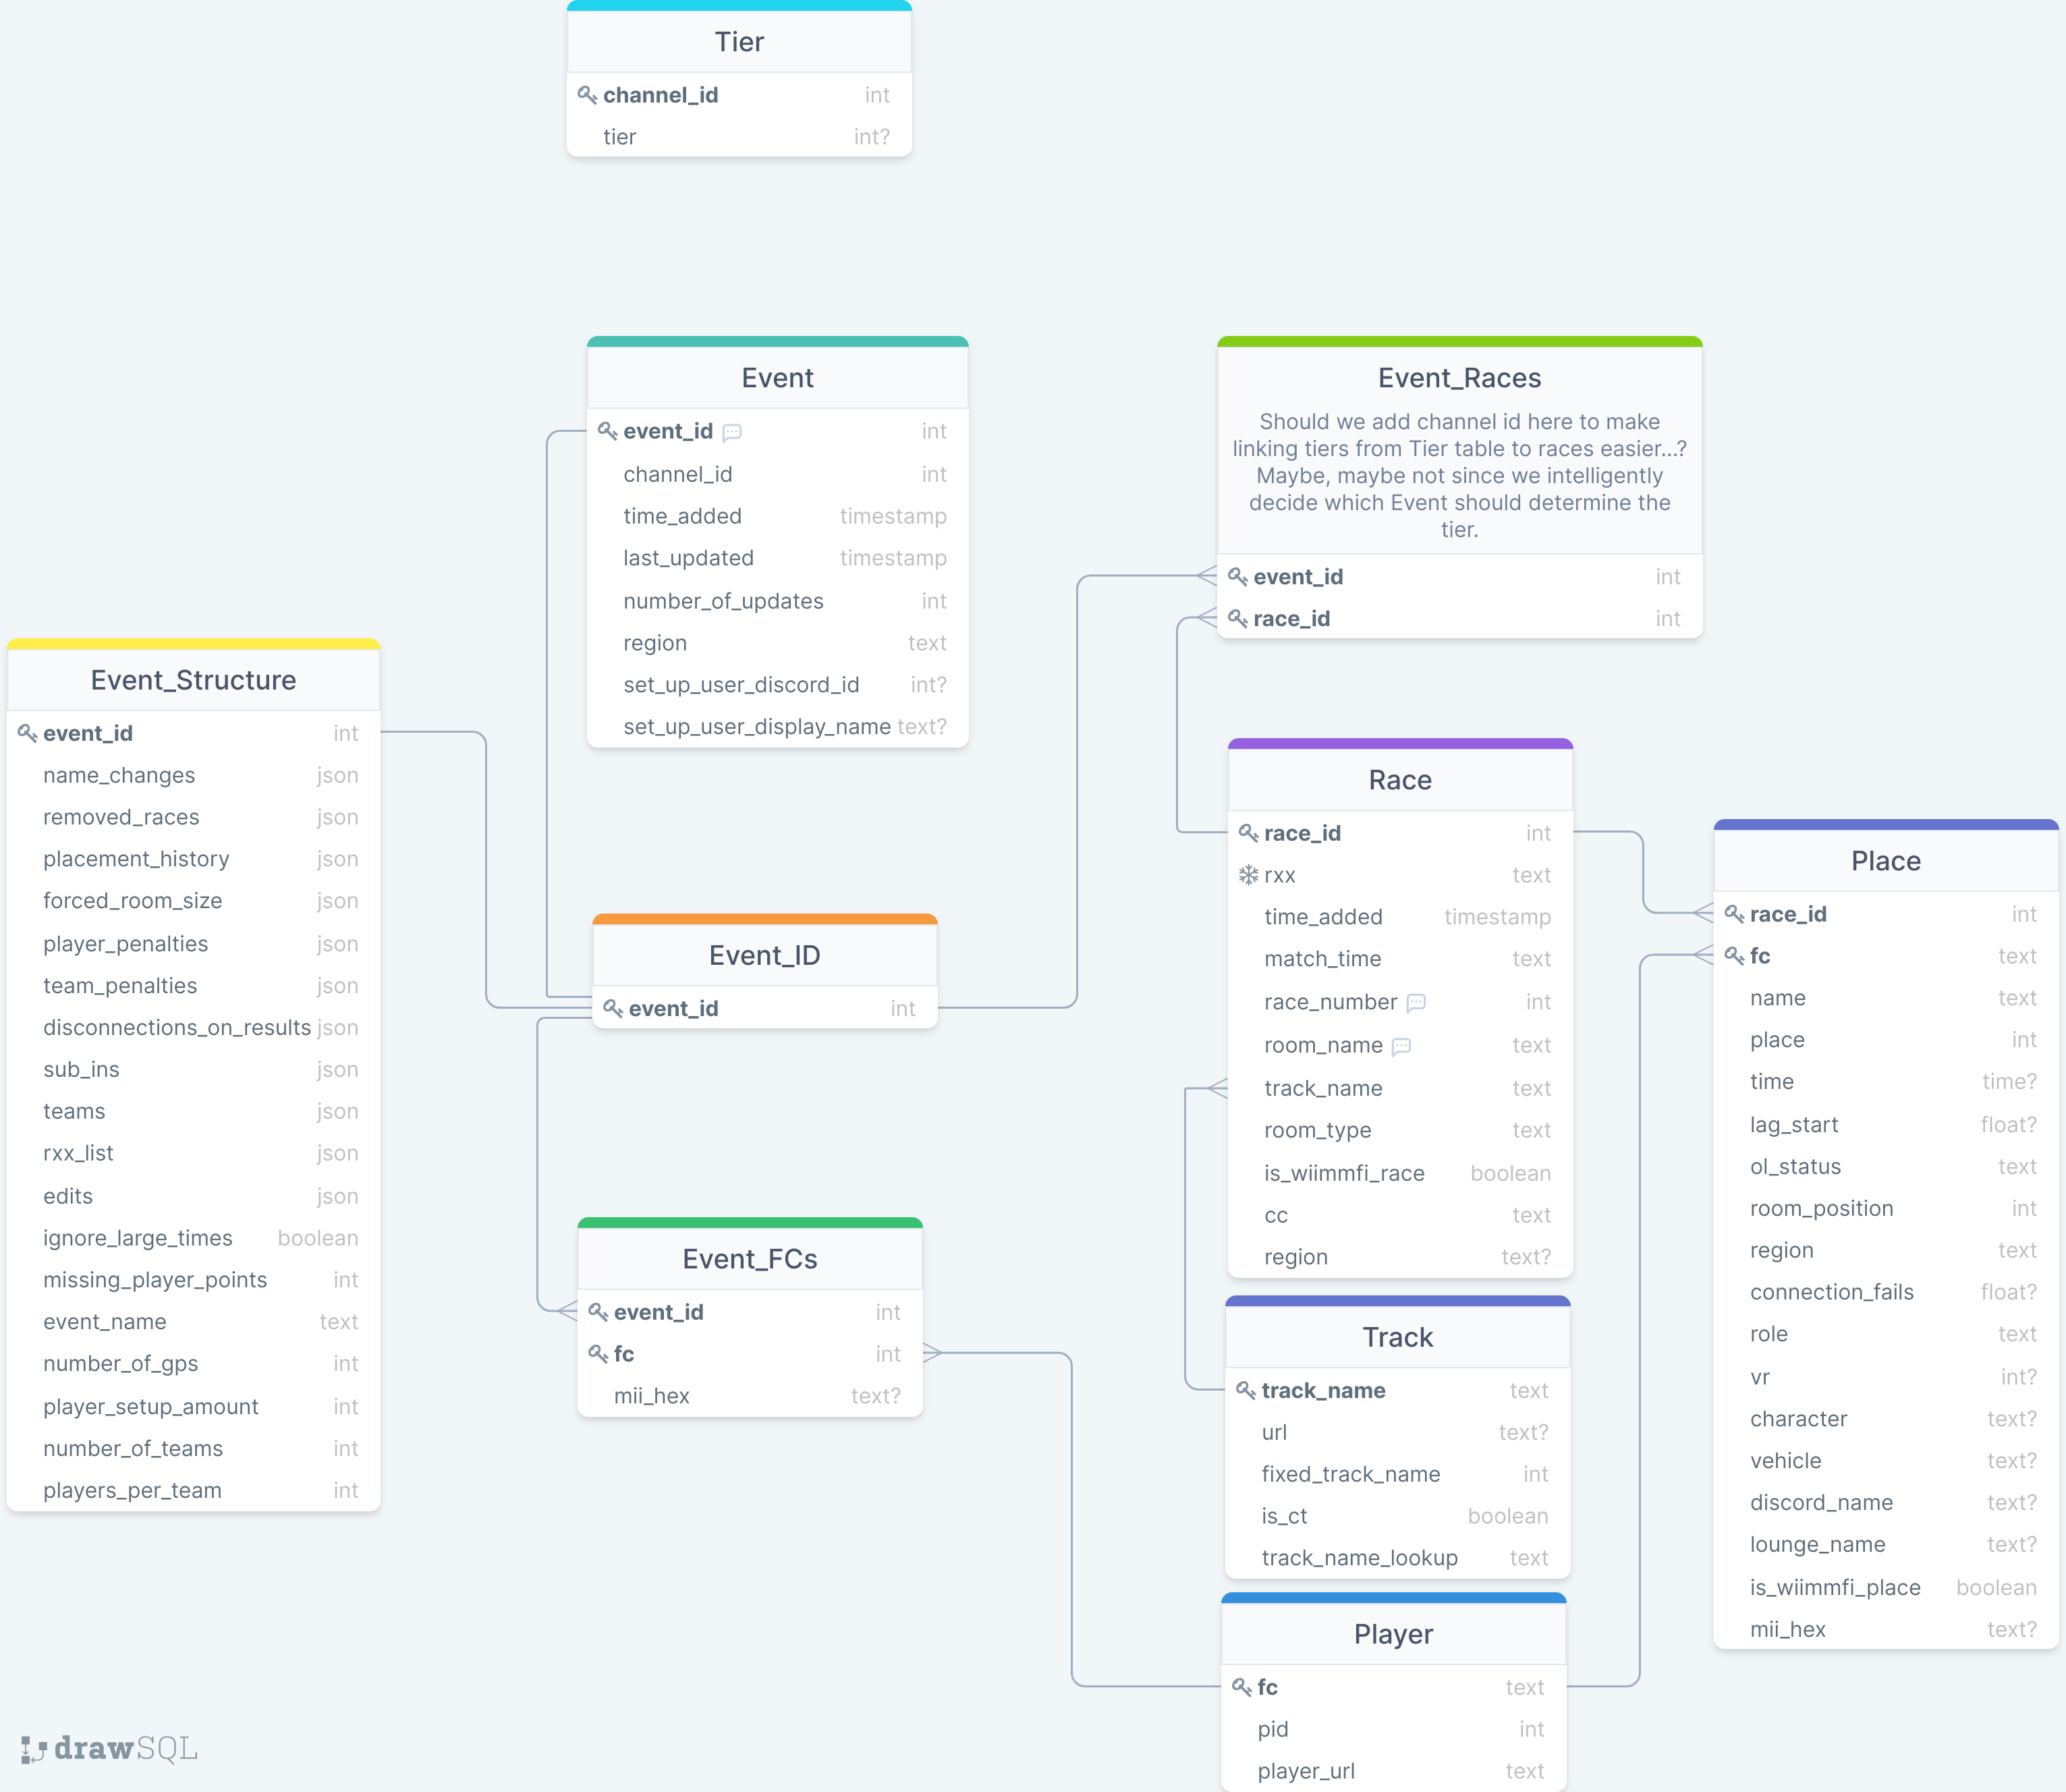 Tier
channel_id int
tier int?
Event
event_id int
channel_id int
time_added timestamp
last_updated timestamp
number_of_updates int
region text
set_up_user_discord_id int?
set_up_user_display_name text?
Event_Races
Should we add channel id here to make
linking tiers from Tier table to races easier...?
Maybe, maybe not since we intelligently
decide which Event should determine the
tier.
event_id int
race_id int
Event_Structure
event_id int
name_changes json
removed_races json
placement_history json
forced_room_size json
player_penalties json
team_penalties json
disconnections_on_results json
sub_ins json
teams json
rxx_list json
edits json
ignore_large_times boolean
missing_player_points int
event_name text
number_of_gps int
player_setup_amount int
number_of_teams int
players_per_team int
Event_ID
event_id int
Event_FCs
event_id int
fc int
mii_hex text?
Race
race_id int
rxx text
time_added timestamp
match_time text
race_number int
room_name text
track_name text
room_type text
is_wiimmfi_race boolean
cc text
region text?
Track
track_name text
url text?
fixed_track_name int
is_ct boolean
track_name_lookup text
Player
fc text
pid int
player_url text
Place
race_id int
fc text
name text
place int
time time?
lag_start float?
ol_status text
room_position int
region text
connection_fails float?
role text
vr int?
character text?
vehicle text?
discord_name text?
lounge_name text?
is_wiimmfi_place boolean
mii_hex text?
drawSQL